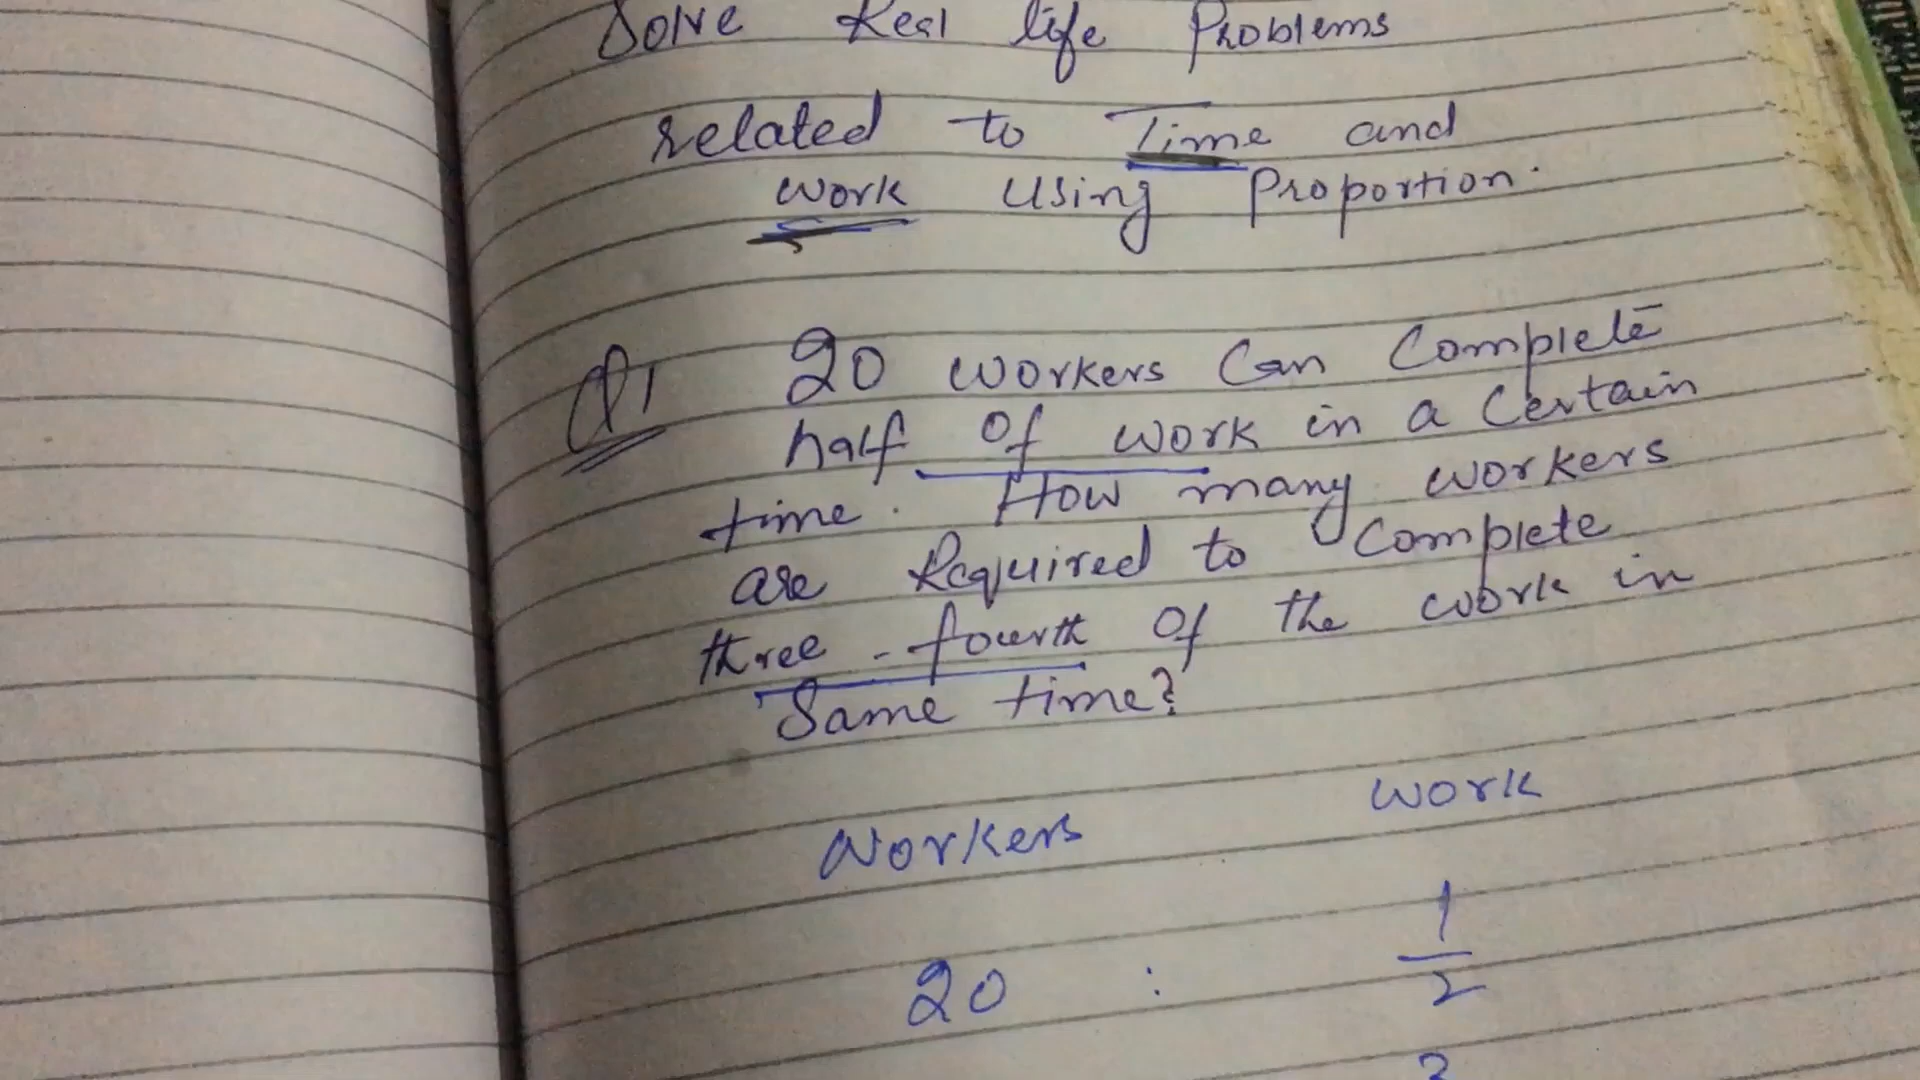 Solve Real life Problems
related to Time and
work Using Proportion.
Q1 20 workers Can Complete
half of work in a Certain
time. How many workers
are Required to Complete
three-fourth of the work in
Same time?
Workers work
20 : 1/2
3